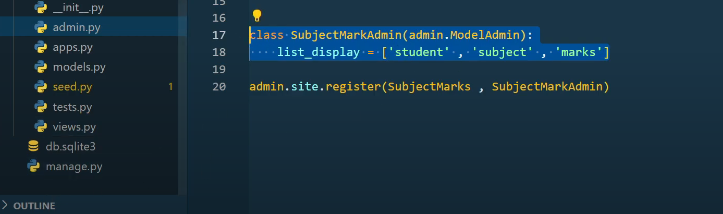 __init__.py
admin.py
apps.py
models.py
seed.py 1
tests.py
views.py
db.sqlite3
manage.py
OUTLINE
15
16
17 class SubjectMarkAdmin(admin.ModelAdmin):
18     list_display = ['student' , 'subject' , 'marks']
19
20 admin.site.register(SubjectMarks , SubjectMarkAdmin)